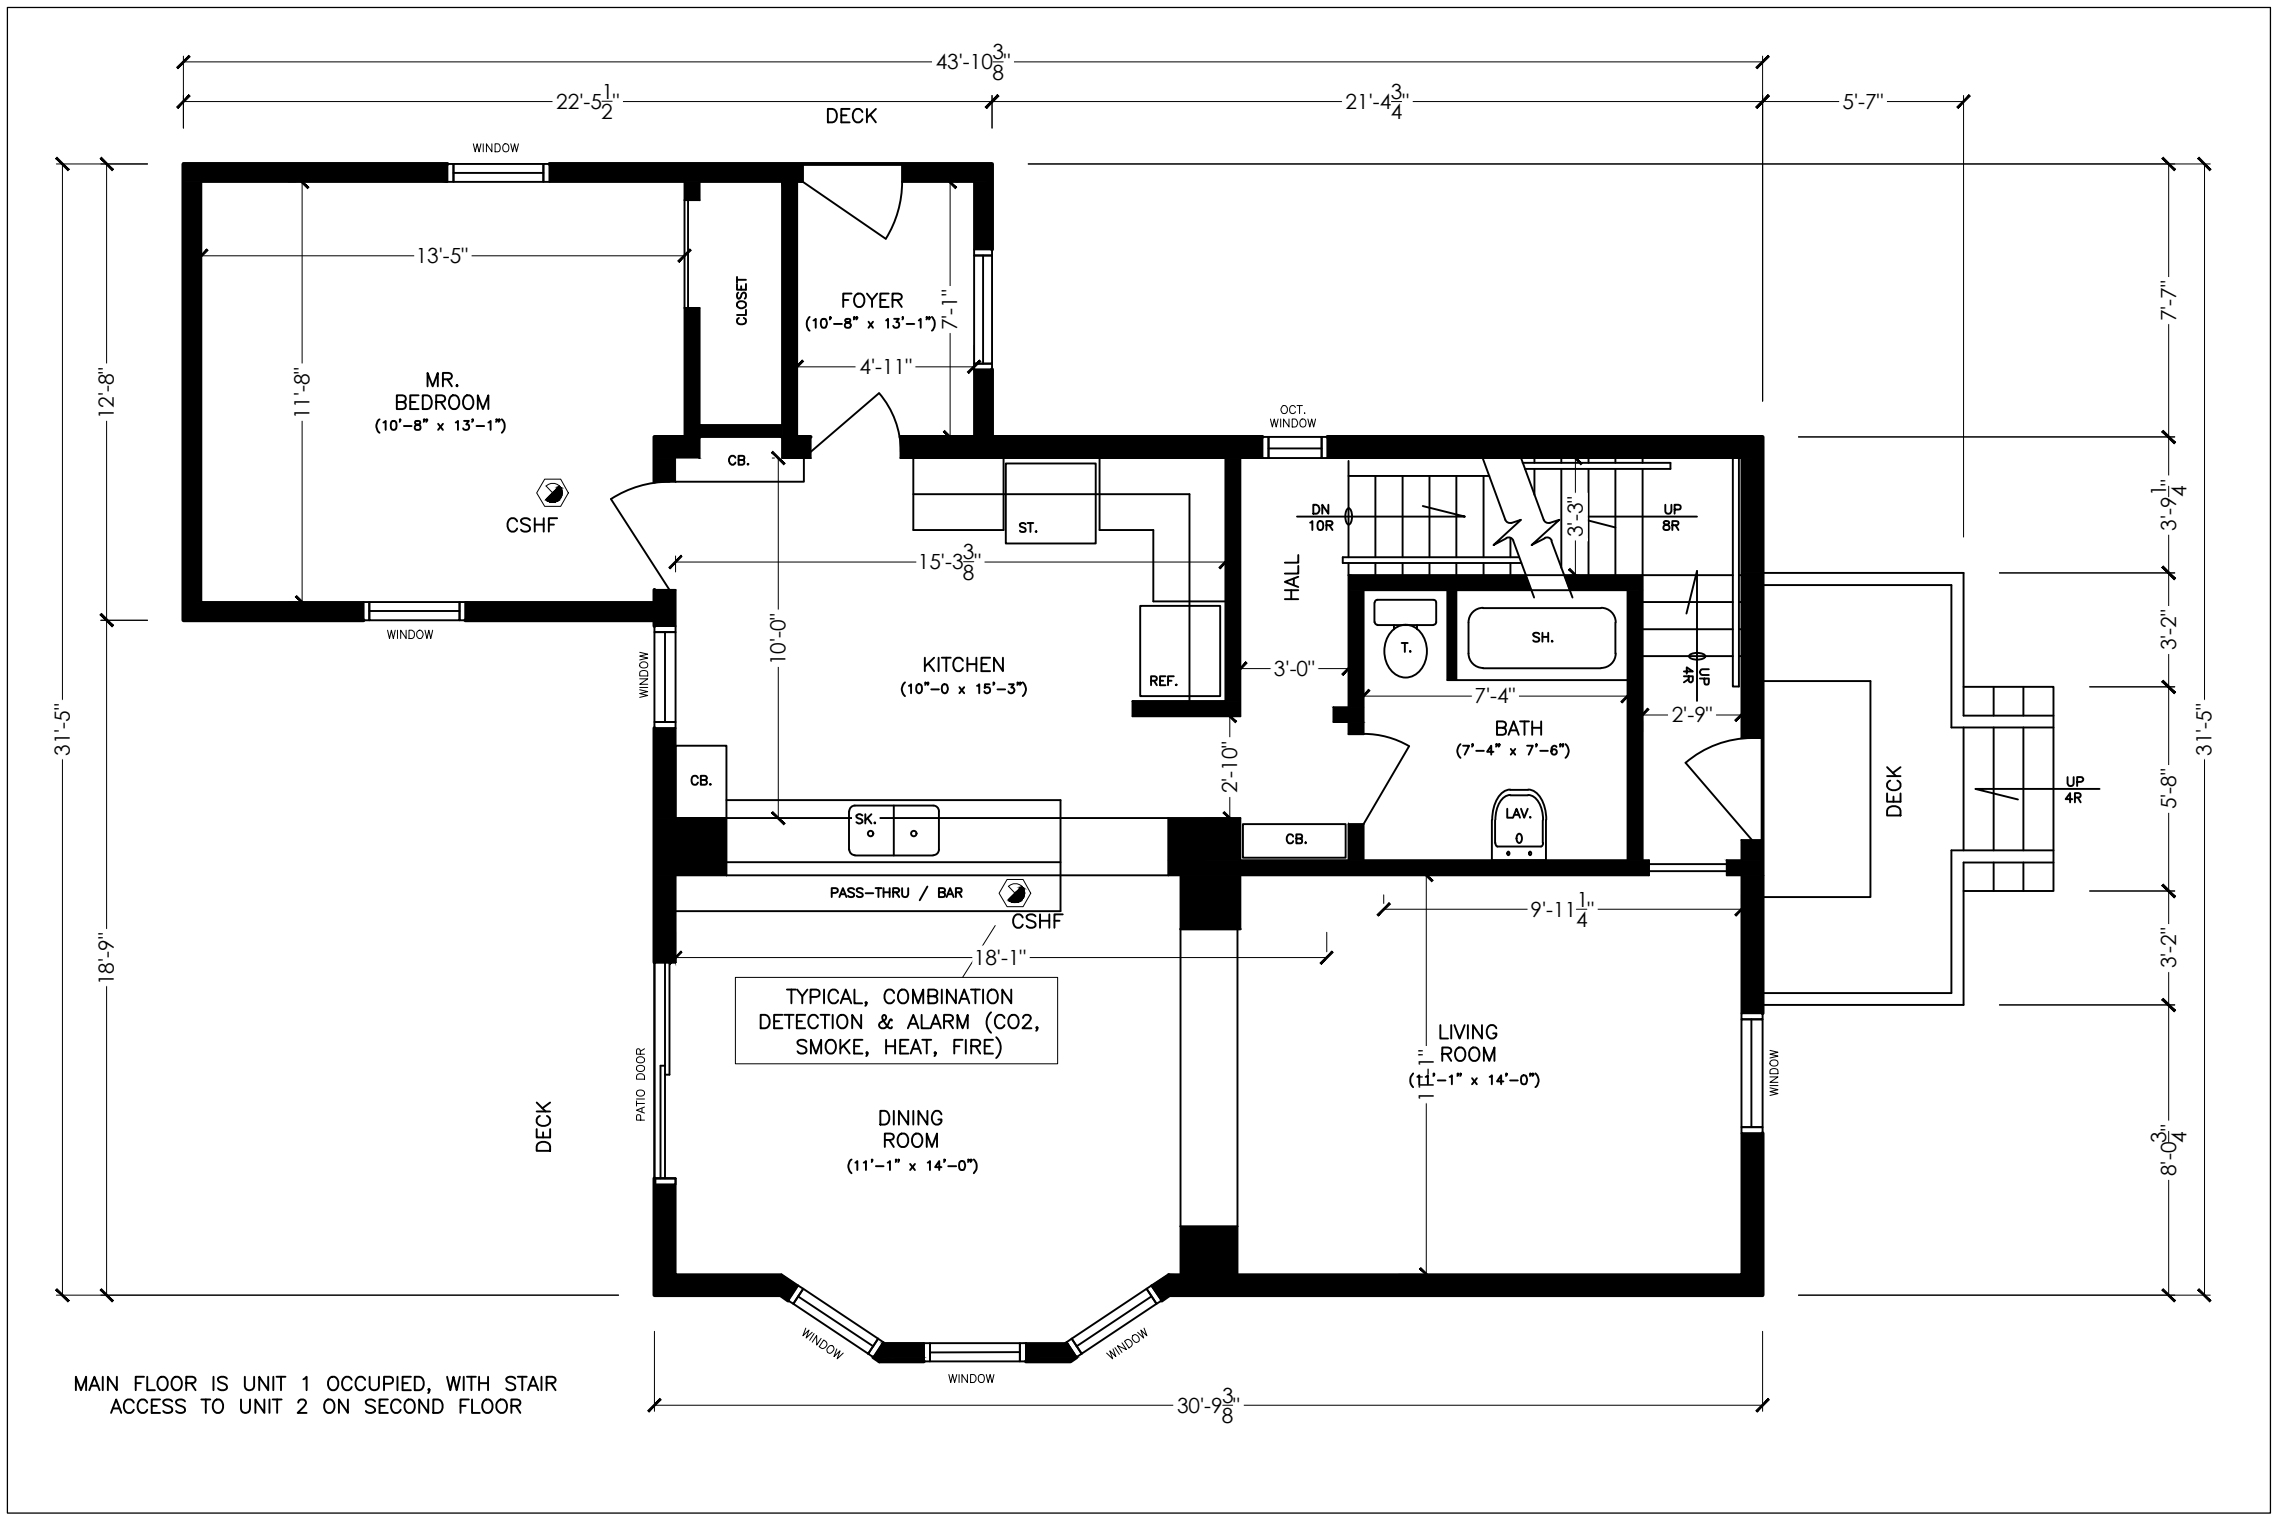 43'-10 3/8"
22'-5 1/2"
21'-4 3/4"
5'-7"
DECK
WINDOW
13'-5"
CLOSET
FOYER
(10'-8" x 13'-1")
7'-1"
4'-11"
12'-8"
11'-8"
MR.
BEDROOM
(10'-8" x 13'-1")
7'-7"
OCT.
WINDOW
CB.
CSHF
ST.
DN
10R
3'-3"
UP
8R
3'-9 1/4"
15'-3 3/8"
HALL
10'-0"
WINDOW
WINDOW
KITCHEN
(10"-0 x 15'-3")
REF.
3'-0"
T.
SH.
7'-4"
UP
4R
2'-9"
3'-2"
BATH
(7'-4" x 7'-6")
31'-5"
31'-5"
2'-10"
CB.
SK.
CB.
LAV.
DECK
UP
4R
5'-8"
PASS-THRU / BAR
CSHF
9'-11 1/4"
18'-9"
18'-1"
3'-2"
TYPICAL, COMBINATION
DETECTION & ALARM (CO2,
SMOKE, HEAT, FIRE)
LIVING
ROOM
(11'-1" x 14'-0")
11'-1"
WINDOW
PATIO DOOR
DECK
DINING
ROOM
(11'-1" x 14'-0")
8'-0 3/4"
WINDOW
WINDOW
WINDOW
MAIN FLOOR IS UNIT 1 OCCUPIED, WITH STAIR
ACCESS TO UNIT 2 ON SECOND FLOOR
30'-9 3/8"